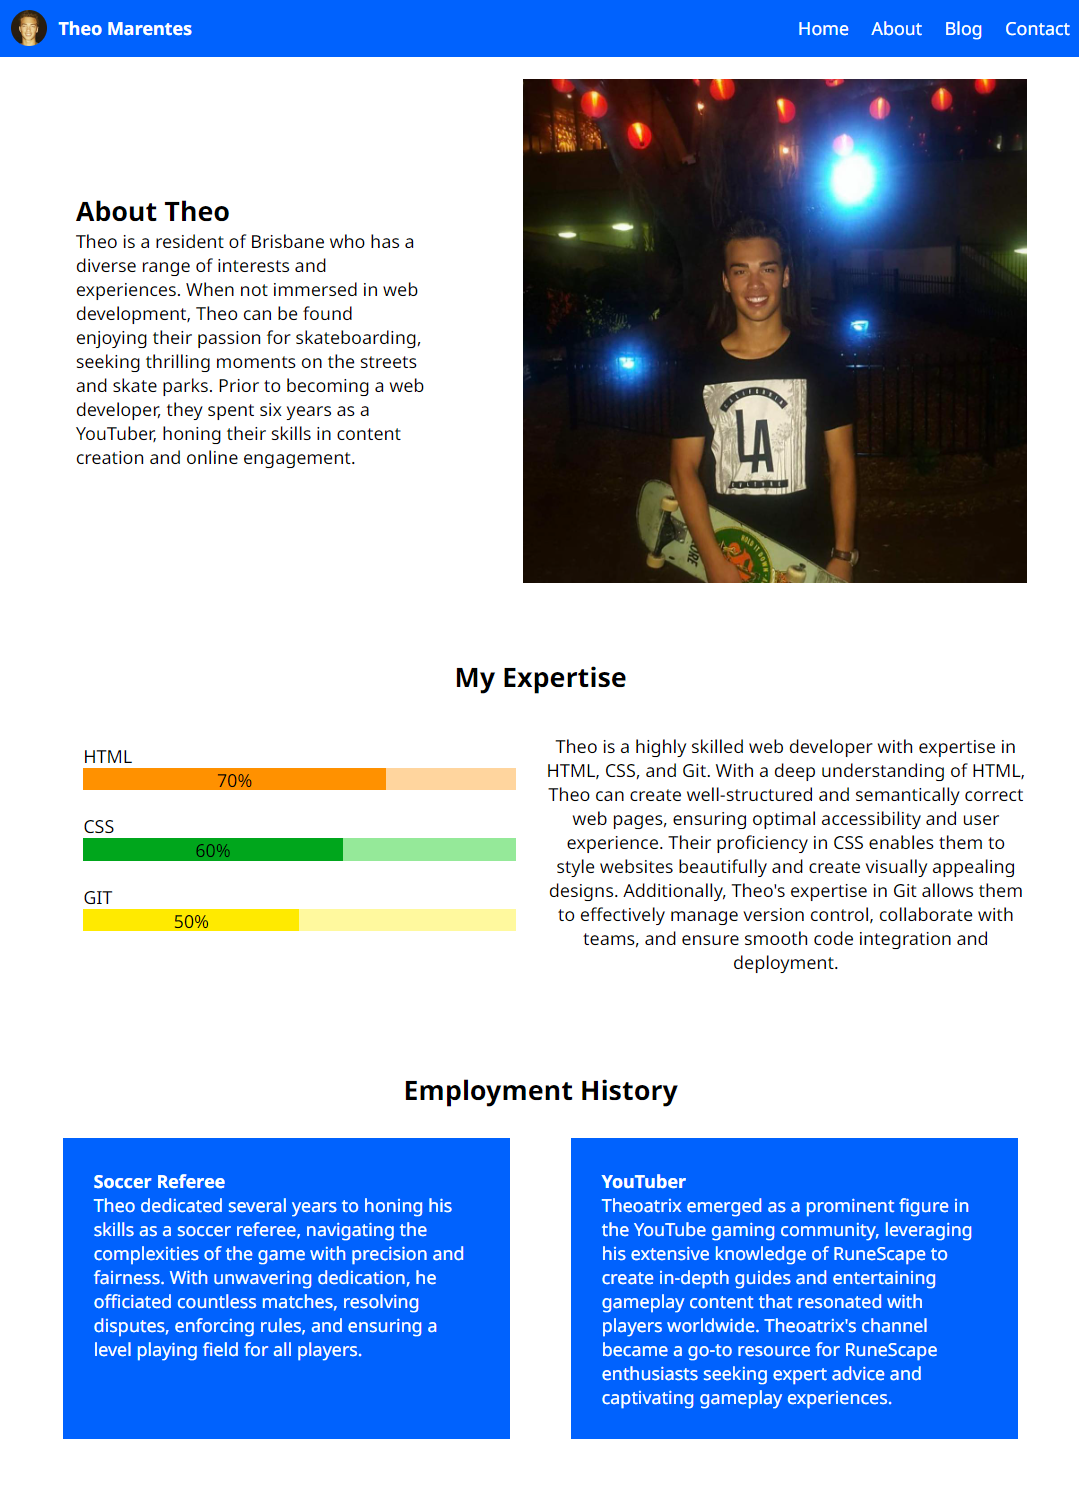 Theo Marentes
Home About Blog Contact
About Theo
Theo is a resident of Brisbane who has a
diverse range of interests and
experiences. When not immersed in web
development, Theo can be found
enjoying their passion for skateboarding,
seeking thrilling moments on the streets
and skate parks. Prior to becoming a web
developer, they spent six years as a
YouTuber, honing their skills in content
creation and online engagement.
CALIFORNIA
LA
CULTURE
HOLD IT DOWN
My Expertise
HTML
70%
CSS
60%
GIT
50%
Theo is a highly skilled web developer with expertise in
HTML, CSS, and Git. With a deep understanding of HTML,
Theo can create well-structured and semantically correct
web pages, ensuring optimal accessibility and user
experience. Their proficiency in CSS enables them to
style websites beautifully and create visually appealing
designs. Additionally, Theo's expertise in Git allows them
to effectively manage version control, collaborate with
teams, and ensure smooth code integration and
deployment.
Employment History
Soccer Referee
Theo dedicated several years to honing his
skills as a soccer referee, navigating the
complexities of the game with precision and
fairness. With unwavering dedication, he
officiated countless matches, resolving
disputes, enforcing rules, and ensuring a
level playing field for all players.
YouTuber
Theoatrix emerged as a prominent figure in
the YouTube gaming community, leveraging
his extensive knowledge of RuneScape to
create in-depth guides and entertaining
gameplay content that resonated with
players worldwide. Theoatrix's channel
became a go-to resource for RuneScape
enthusiasts seeking expert advice and
captivating gameplay experiences.